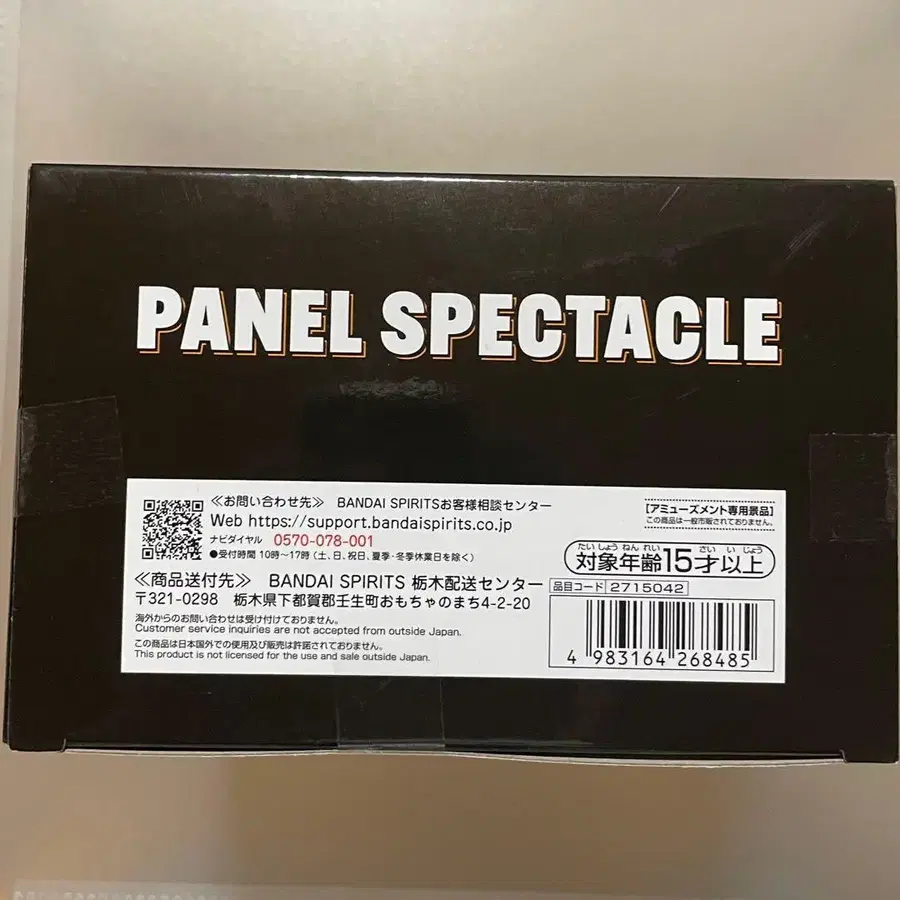 PANEL SPECTACLE
≪お問い合わせ先≫ BANDAI SPIRITSお客様相談センター
Web https://support.bandaispirits.co.jp
ナビダイヤル 0570-078-001
●受付時間 10時〜17時(土、日、祝日、夏季・冬季休業日を除く)
≪商品送付先≫ BANDAI SPIRITS 栃木配送センター
〒321-0298 栃木県下都賀郡壬生町おもちゃのまち4-2-20
海外からのお問い合わせは受け付けておりません。
Customer service inquiries are not accepted from outside Japan.
この商品は日本国外での使用及び販売は許諾されておりません。
This product is not licensed for the use and sale outside Japan.
【アミューズメント専用景品】
この商品は一般市販されておりません。
たいしょうねんれい さい いじょう
対象年齢15才以上
品目コード 2715042
4 983164 268485